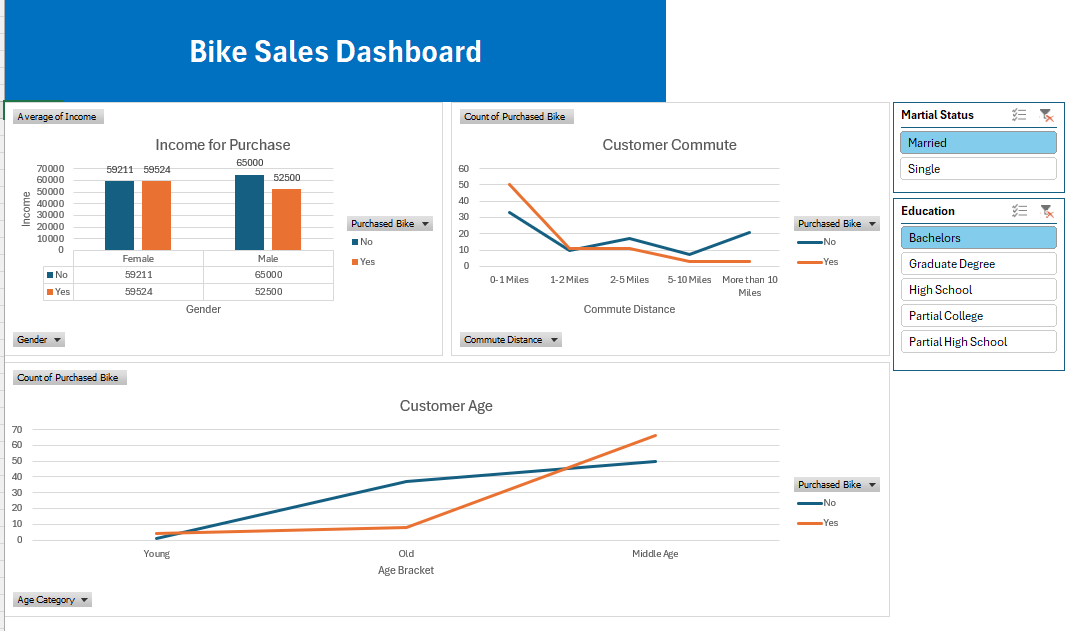 Bike Sales Dashboard
Average of Income
Income for Purchase
65000
59211 59524
52500
70000
60000
50000
40000
30000
20000
10000
0
Income
Female Male
No 59211 65000
Yes 59524 52500
Gender
Purchased Bike
No
Yes
Gender
Count of Purchased Bike
Customer Commute
60
50
40
30
20
10
0
0-1 Miles 1-2 Miles 2-5 Miles 5-10 Miles More than 10
Miles
Commute Distance
Purchased Bike
No
Yes
Commute Distance
Martial Status
Married
Single
Education
Bachelors
Graduate Degree
High School
Partial College
Partial High School
Count of Purchased Bike
Customer Age
70
60
50
40
30
20
10
0
Young Old Middle Age
Age Bracket
Purchased Bike
No
Yes
Age Category